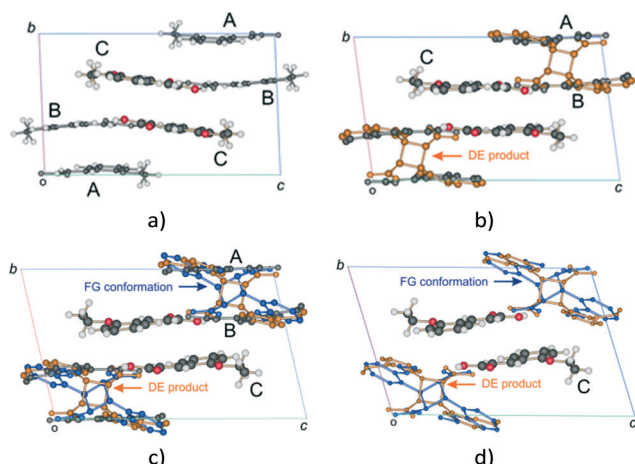 b A
C
B B
C
A
o c
a)
b A
C
B
DE product
o c
b)
b A
FG conformation
B
DE product
C
o c
c)
b
FG conformation
DE product
C
o c
d)